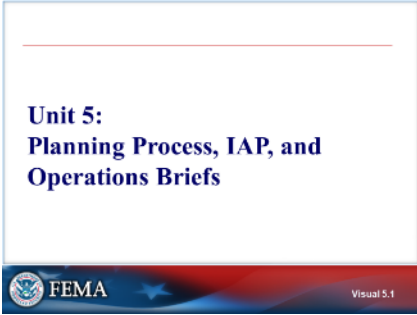 Unit 5:
Planning Process, IAP, and
Operations Briefs
FEMA
Visual 5.1